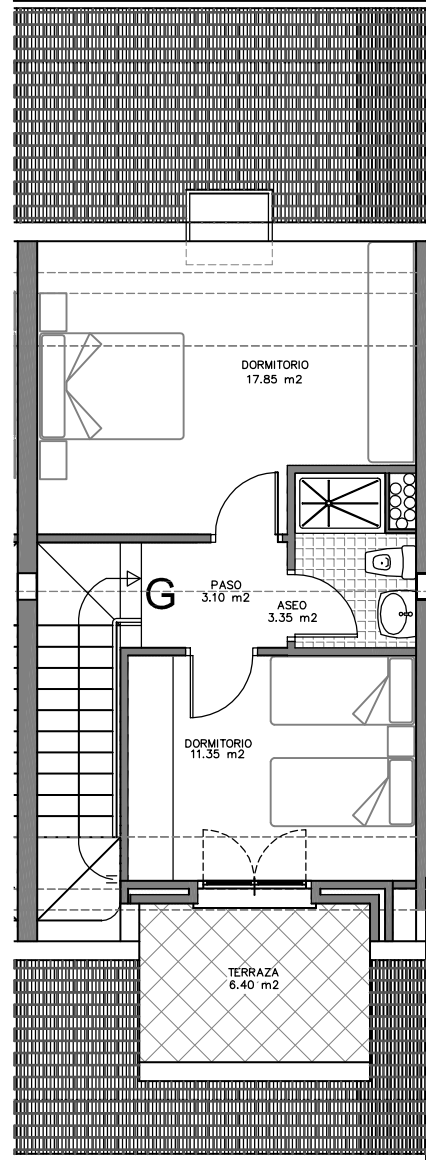 DORMITORIO
17.85 m2
G
PASO
3.10 m2
ASEO
3.35 m2
DORMITORIO
11.35 m2
TERRAZA
6.40 m2